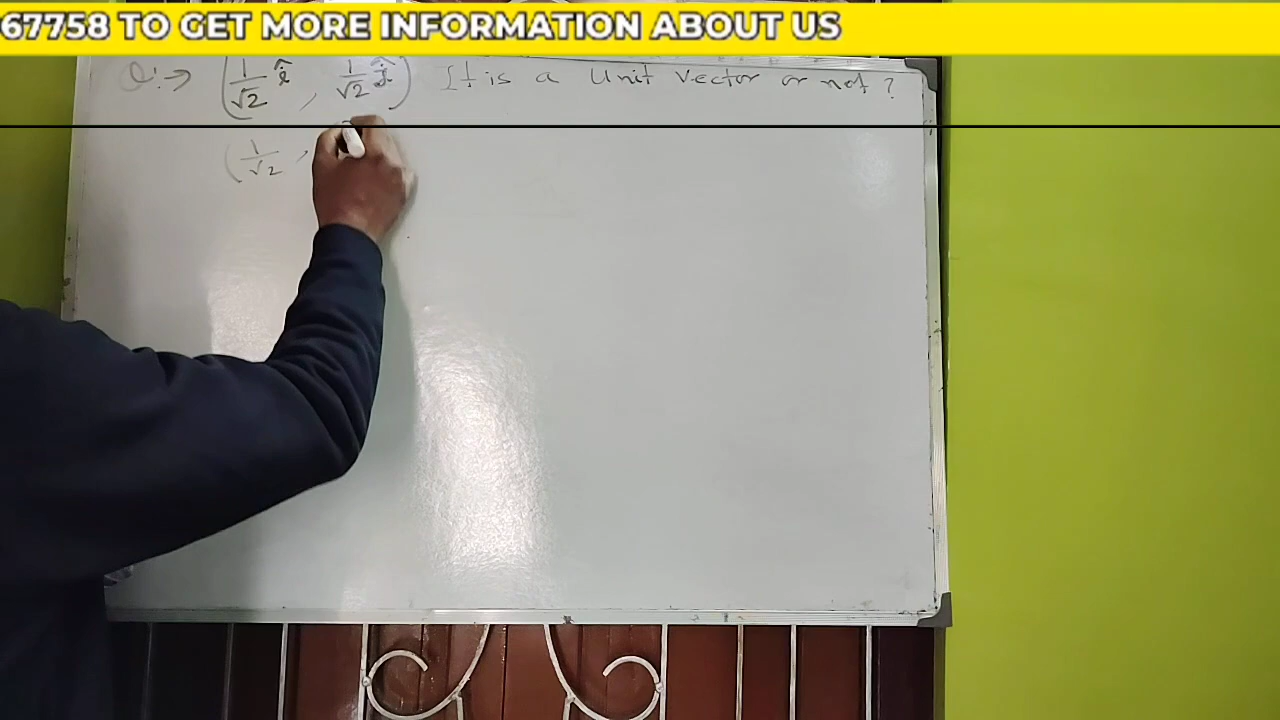 67758 TO GET MORE INFORMATION ABOUT US
Q:→ (1/√2 î, 1/√2 ĵ) It is a Unit vector or not?
(1/√2,